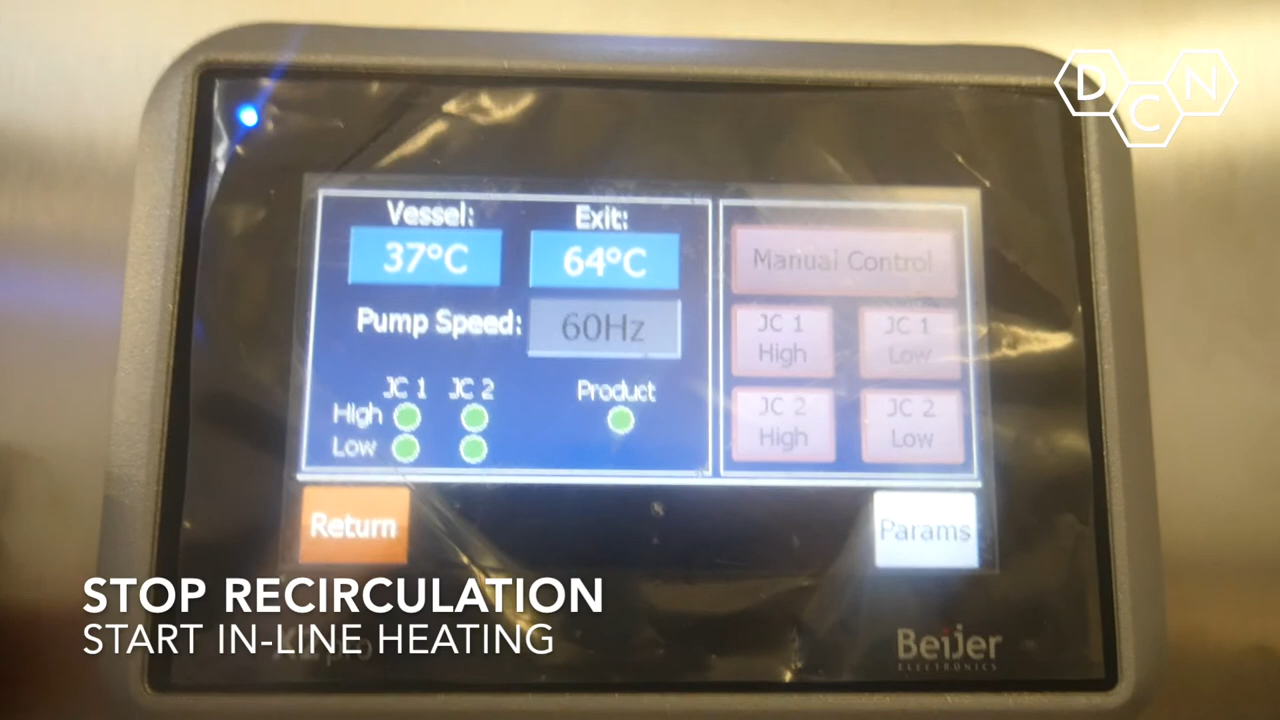 DCN
Vessel:
Exit:
37°C
64°C
Pump Speed:
60Hz
JC 1
JC 2
Product
High
Low
Manual Control
JC 1
High
JC 1
Low
JC 2
High
JC 2
Low
Return
Params
STOP RECIRCULATION
START IN-LINE HEATING
pro
Beijer
ELECTRONICS